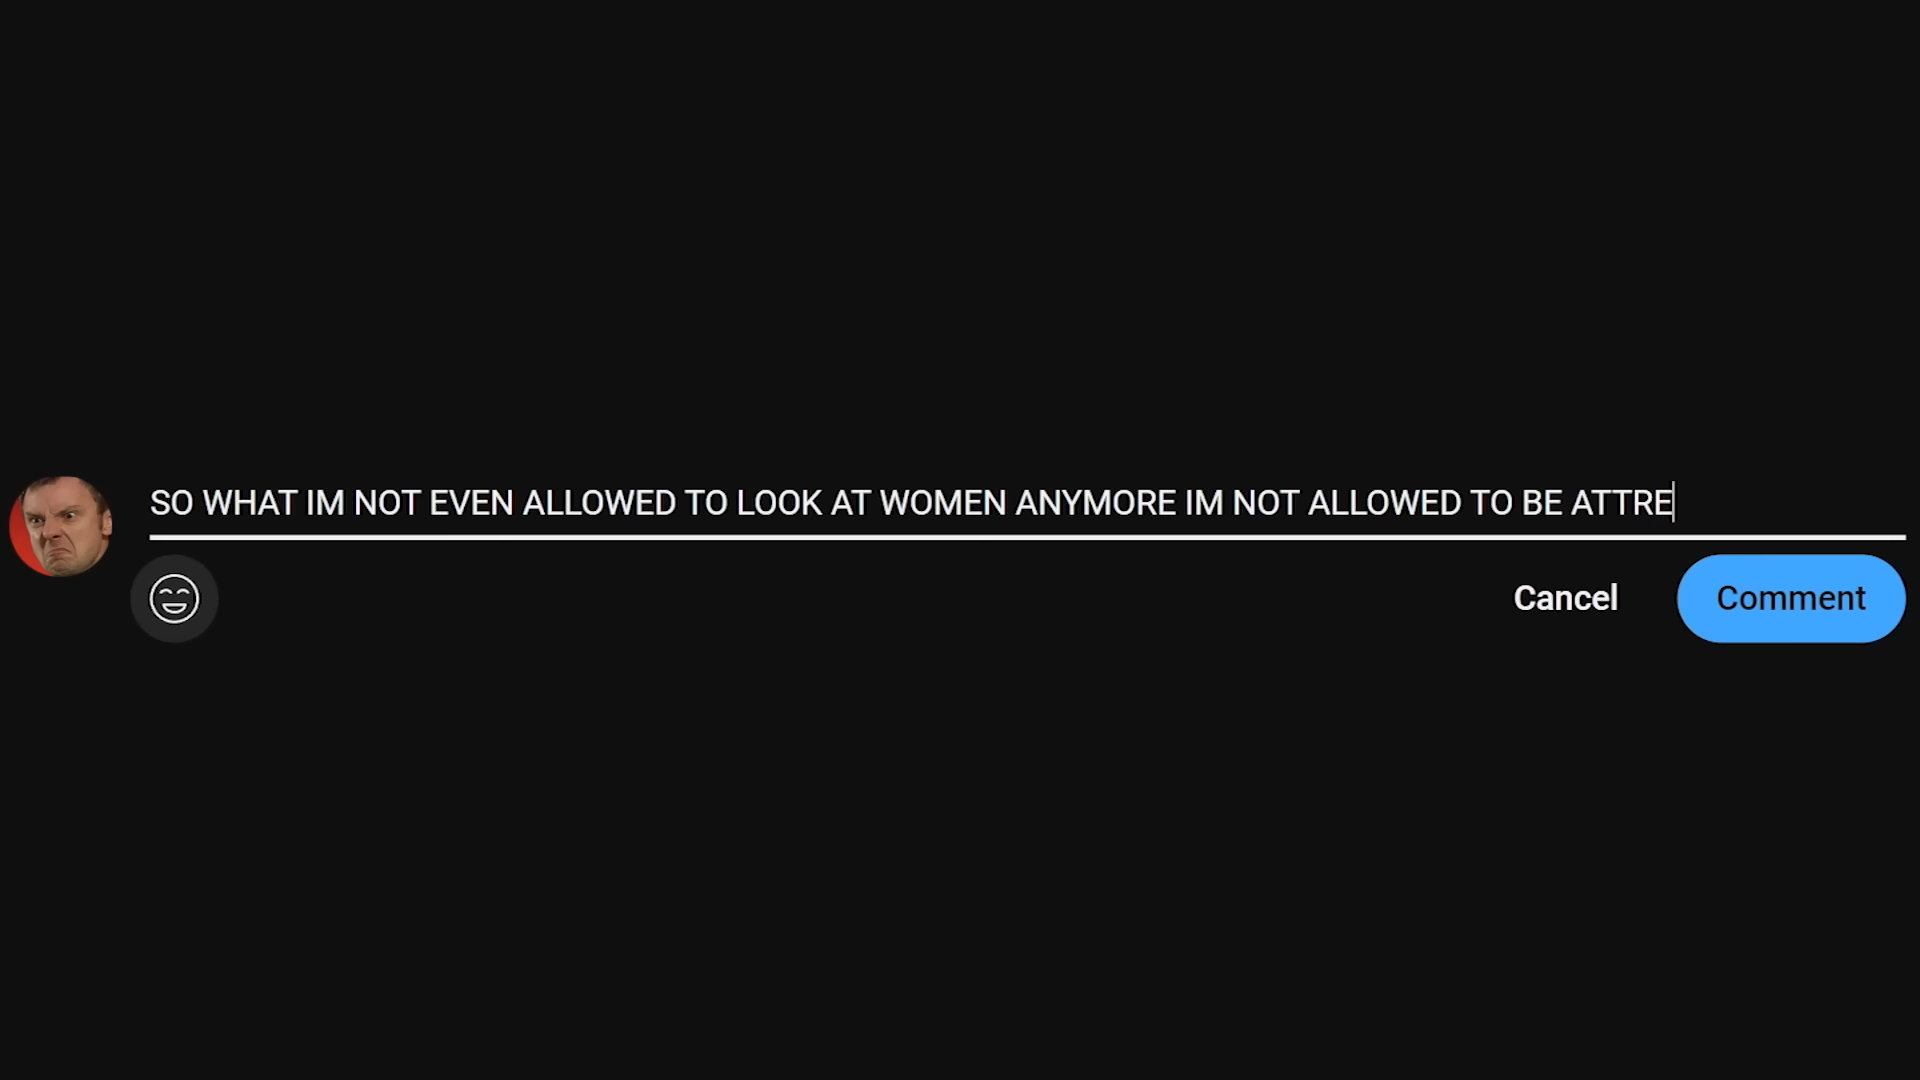 SO WHAT IM NOT EVEN ALLOWED TO LOOK AT WOMEN ANYMORE IM NOT ALLOWED TO BE ATTRE
Cancel Comment